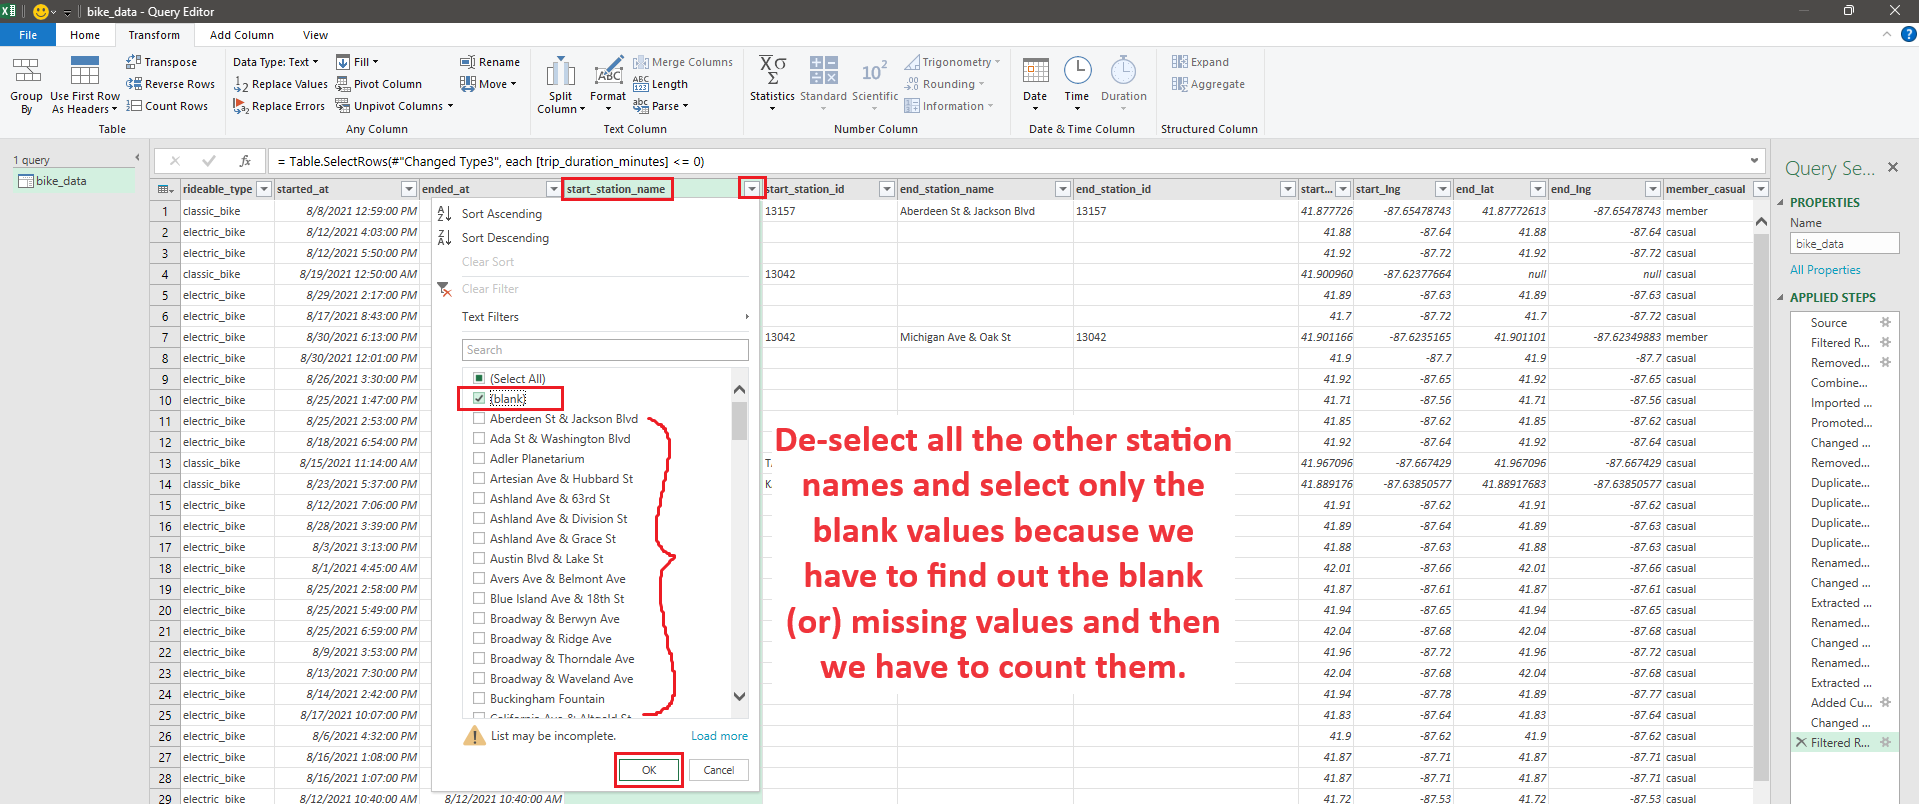 bike_data - Query Editor
File Home Transform Add Column View
Transpose Data Type: Text Fill Rename Merge Columns Trigonometry Expand
Reverse Rows Replace Values Pivot Column Move Length Rounding Aggregate
Group By Use First Row As Headers Count Rows Replace Errors Unpivot Columns Split Column Format Parse Statistics Standard Scientific Information Date Time Duration
Table Any Column Text Column Number Column Date & Time Column Structured Column
1 query
bike_data
fx = Table.SelectRows(#"Changed Type3", each [trip_duration_minutes] <= 0)
rideable_type started_at ended_at start_station_name start_station_id end_station_name end_station_id start... start_lng end_lat end_lng member_casual
1 classic_bike 8/8/2021 12:59:00 PM 13157 Aberdeen St & Jackson Blvd 13157 41.877726 -87.65478743 41.87772613 -87.65478743 member
2 electric_bike 8/12/2021 4:03:00 PM 41.88 -87.64 41.88 -87.64 casual
3 electric_bike 8/12/2021 5:50:00 PM 41.92 -87.72 41.92 -87.72 casual
4 classic_bike 8/19/2021 12:50:00 AM 13042 41.900960 -87.62377664 null null casual
5 electric_bike 8/29/2021 2:17:00 PM 41.89 -87.63 41.89 -87.63 casual
6 electric_bike 8/17/2021 8:43:00 PM 41.7 -87.72 41.7 -87.72 casual
7 electric_bike 8/30/2021 6:13:00 PM 13042 Michigan Ave & Oak St 13042 41.901166 -87.6235165 41.901101 -87.62349883 member
8 electric_bike 8/30/2021 12:01:00 PM 41.9 -87.7 41.9 -87.7 casual
9 electric_bike 8/26/2021 3:30:00 PM 41.92 -87.65 41.92 -87.65 casual
10 electric_bike 8/25/2021 1:47:00 PM 41.71 -87.56 41.71 -87.56 casual
11 electric_bike 8/25/2021 2:53:00 PM 41.85 -87.62 41.85 -87.62 casual
12 electric_bike 8/18/2021 6:54:00 PM 41.92 -87.64 41.92 -87.64 casual
13 classic_bike 8/15/2021 11:14:00 AM 41.967096 -87.667429 41.967096 -87.667429 casual
14 classic_bike 8/23/2021 5:37:00 PM 41.889176 -87.63850577 41.88917683 -87.63850577 casual
15 electric_bike 8/12/2021 7:06:00 PM 41.91 -87.62 41.91 -87.62 casual
16 electric_bike 8/28/2021 3:39:00 PM 41.89 -87.64 41.89 -87.63 casual
17 electric_bike 8/3/2021 3:13:00 PM 41.88 -87.63 41.88 -87.63 casual
18 electric_bike 8/1/2021 4:45:00 AM 42.01 -87.66 42.01 -87.66 casual
19 electric_bike 8/25/2021 2:58:00 PM 41.87 -87.61 41.87 -87.61 casual
20 electric_bike 8/25/2021 5:49:00 PM 41.94 -87.65 41.94 -87.65 casual
21 electric_bike 8/25/2021 6:59:00 PM 42.04 -87.68 42.04 -87.68 casual
22 electric_bike 8/9/2021 3:53:00 PM 41.96 -87.72 41.96 -87.72 casual
23 electric_bike 8/13/2021 7:30:00 PM 42.04 -87.68 42.04 -87.68 casual
24 electric_bike 8/14/2021 2:42:00 PM 41.94 -87.78 41.89 -87.77 casual
25 electric_bike 8/17/2021 10:07:00 PM 41.83 -87.64 41.83 -87.64 casual
26 electric_bike 8/6/2021 4:32:00 PM 41.9 -87.62 41.9 -87.62 casual
27 electric_bike 8/16/2021 1:08:00 PM 41.87 -87.71 41.87 -87.71 casual
28 electric_bike 8/16/2021 1:07:00 PM 41.87 -87.71 41.87 -87.71 casual
29 electric_bike 8/12/2021 10:40:00 AM 8/12/2021 10:40:00 AM 41.72 -87.53 41.72 -87.53 casual
Sort Ascending
Sort Descending
Clear Sort
Clear Filter
Text Filters
Search
(Select All)
(blank)
Aberdeen St & Jackson Blvd
Ada St & Washington Blvd
Adler Planetarium
Artesian Ave & Hubbard St
Ashland Ave & 63rd St
Ashland Ave & Division St
Ashland Ave & Grace St
Austin Blvd & Lake St
Avers Ave & Belmont Ave
Blue Island Ave & 18th St
Broadway & Berwyn Ave
Broadway & Ridge Ave
Broadway & Thorndale Ave
Broadway & Waveland Ave
Buckingham Fountain
California Ave & Altgeld St
List may be incomplete. Load more
OK Cancel
De-select all the other station
names and select only the
blank values because we
have to find out the blank
(or) missing values and then
we have to count them.
Query Se...
PROPERTIES
Name
bike_data
All Properties
APPLIED STEPS
Source
Filtered R...
Removed...
Combine...
Imported ...
Promoted...
Changed ...
Removed...
Duplicate...
Duplicate...
Duplicate...
Duplicate...
Renamed...
Changed ...
Extracted ...
Renamed...
Changed ...
Renamed...
Extracted ...
Added Cu...
Changed ...
Filtered R...